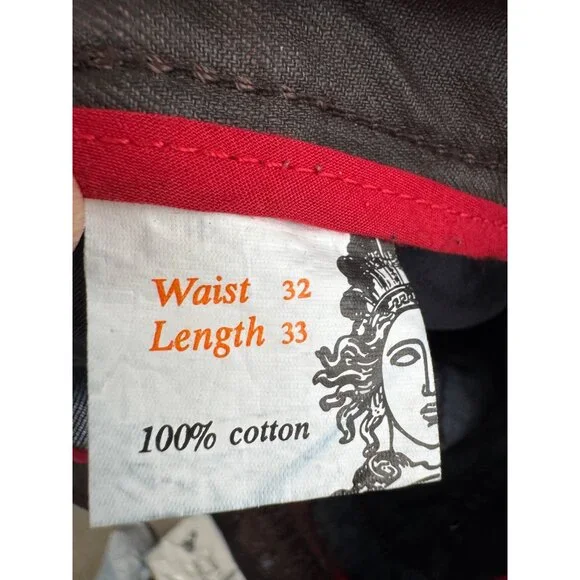 Waist 32
Length 33
100% cotton